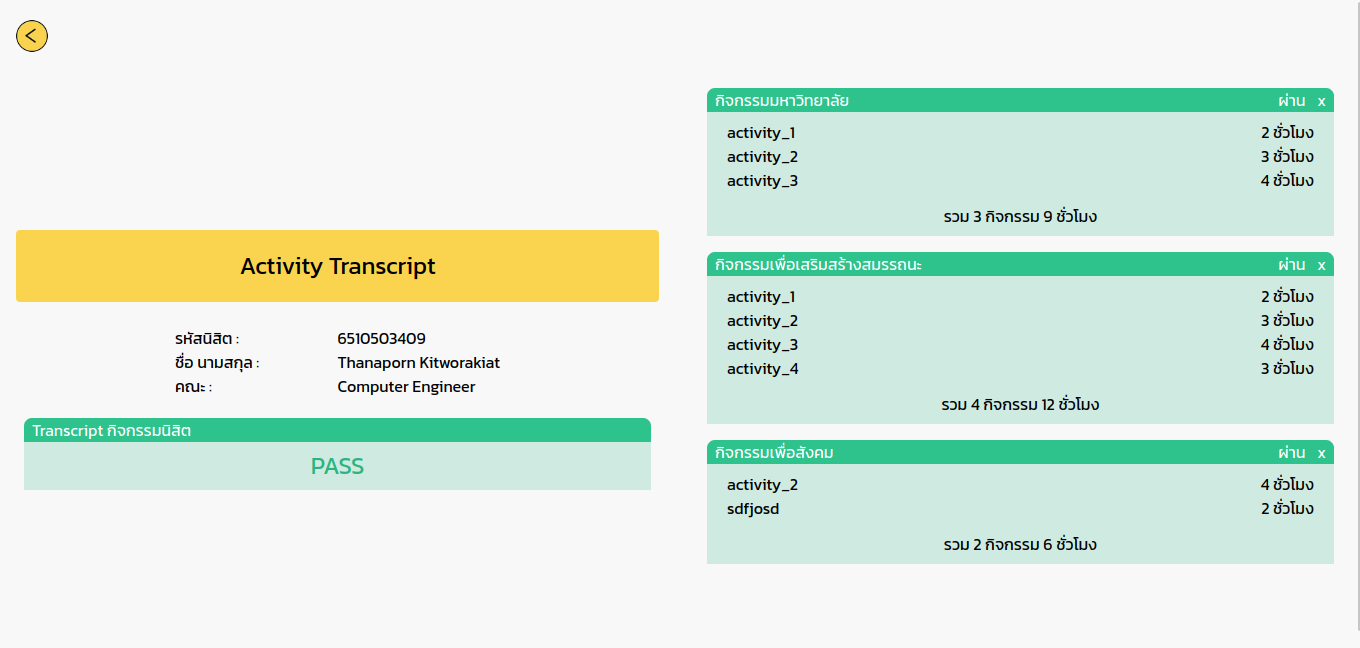 Activity Transcript
รหัสนิสิต : 6510503409
ชื่อ นามสกุล : Thanaporn Kitworakiat
คณะ : Computer Engineer
Transcript กิจกรรมนิสิต
PASS
กิจกรรมมหาวิทยาลัย ผ่าน x
activity_1 2 ชั่วโมง
activity_2 3 ชั่วโมง
activity_3 4 ชั่วโมง
รวม 3 กิจกรรม 9 ชั่วโมง
กิจกรรมเพื่อเสริมสร้างสมรรถนะ ผ่าน x
activity_1 2 ชั่วโมง
activity_2 3 ชั่วโมง
activity_3 4 ชั่วโมง
activity_4 3 ชั่วโมง
รวม 4 กิจกรรม 12 ชั่วโมง
กิจกรรมเพื่อสังคม ผ่าน x
activity_2 4 ชั่วโมง
sdfjosd 2 ชั่วโมง
รวม 2 กิจกรรม 6 ชั่วโมง